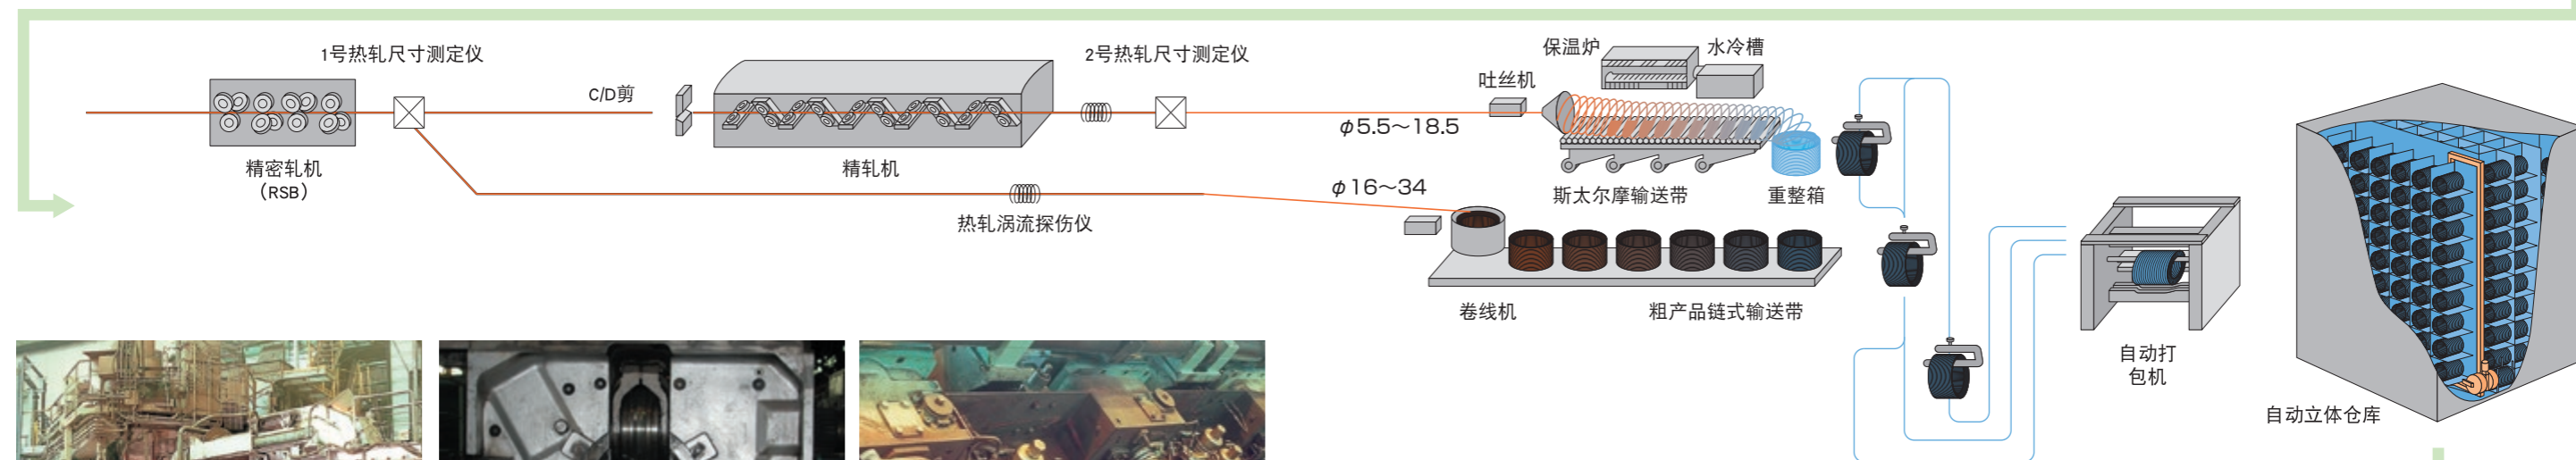 1号热轧尺寸测定仪
C/D剪
2号热轧尺寸测定仪
保温炉
水冷槽
吐丝机
φ5.5～18.5
精密轧机
（RSB）
精轧机
φ16～34
斯太尔摩输送带
重整箱
热轧涡流探伤仪
卷线机
粗产品链式输送带
自动打
包机
自动立体仓库